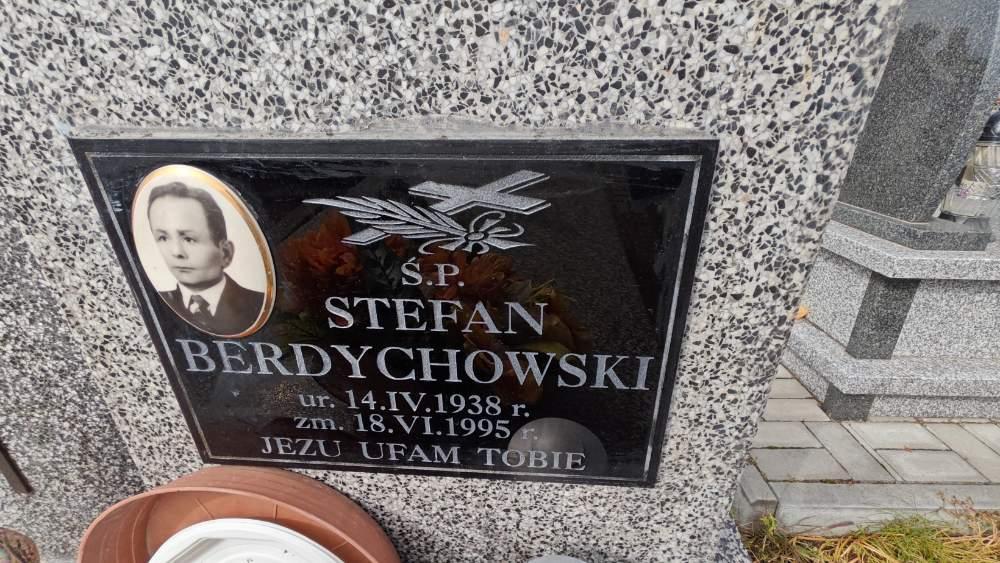 Ś.P.
STEFAN
BERDYCHOWSKI
ur. 14.IV.1938 r.
zm. 18.VI.1995 r.
JEZU UFAM TOBIE